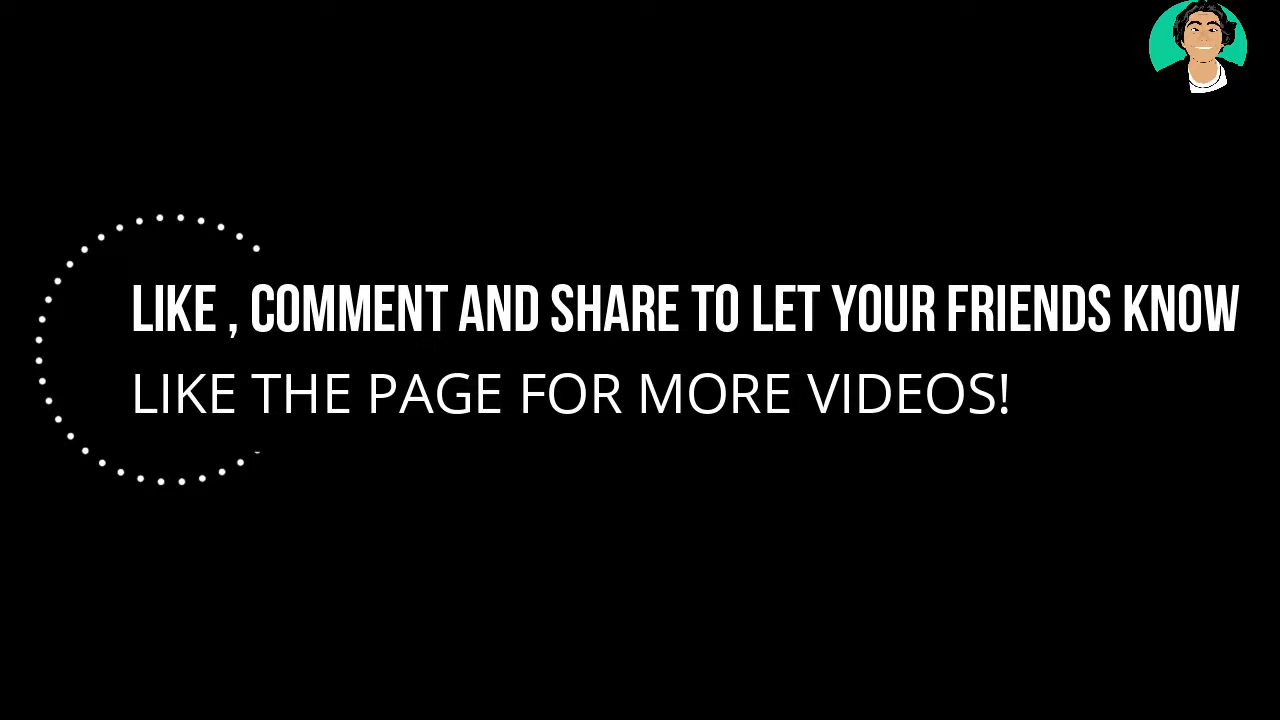 LIKE , COMMENT AND SHARE TO LET YOUR FRIENDS KNOW
LIKE THE PAGE FOR MORE VIDEOS!